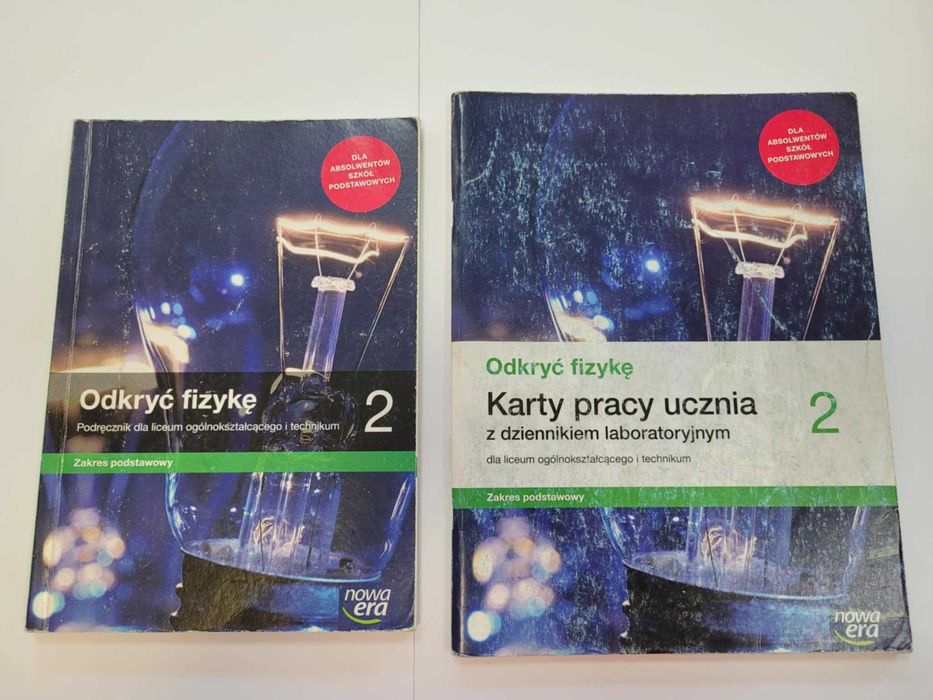 DLA
ABSOLWENTÓW
SZKÓŁ
PODSTAWOWYCH
Odkryć fizykę
2
Podręcznik dla liceum ogólnokształcącego i technikum
Zakres podstawowy
nowa
era
DLA
ABSOLWENTÓW
SZKÓŁ
PODSTAWOWYCH
Odkryć fizykę
Karty pracy ucznia
2
z dziennikiem laboratoryjnym
dla liceum ogólnokształcącego i technikum
Zakres podstawowy
nowa
era